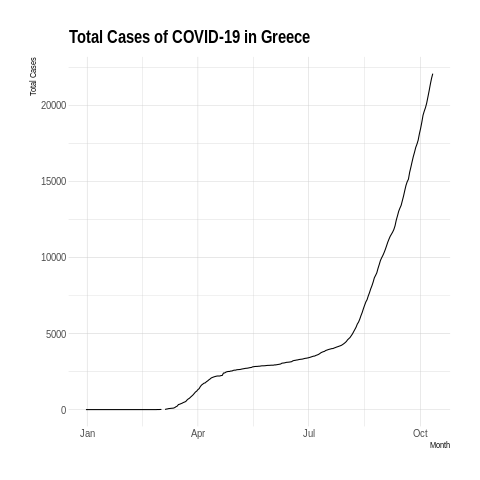 Total Cases of COVID-19 in Greece
Total Cases
20000
15000
10000
5000
0
Jan Apr Jul Oct
Month